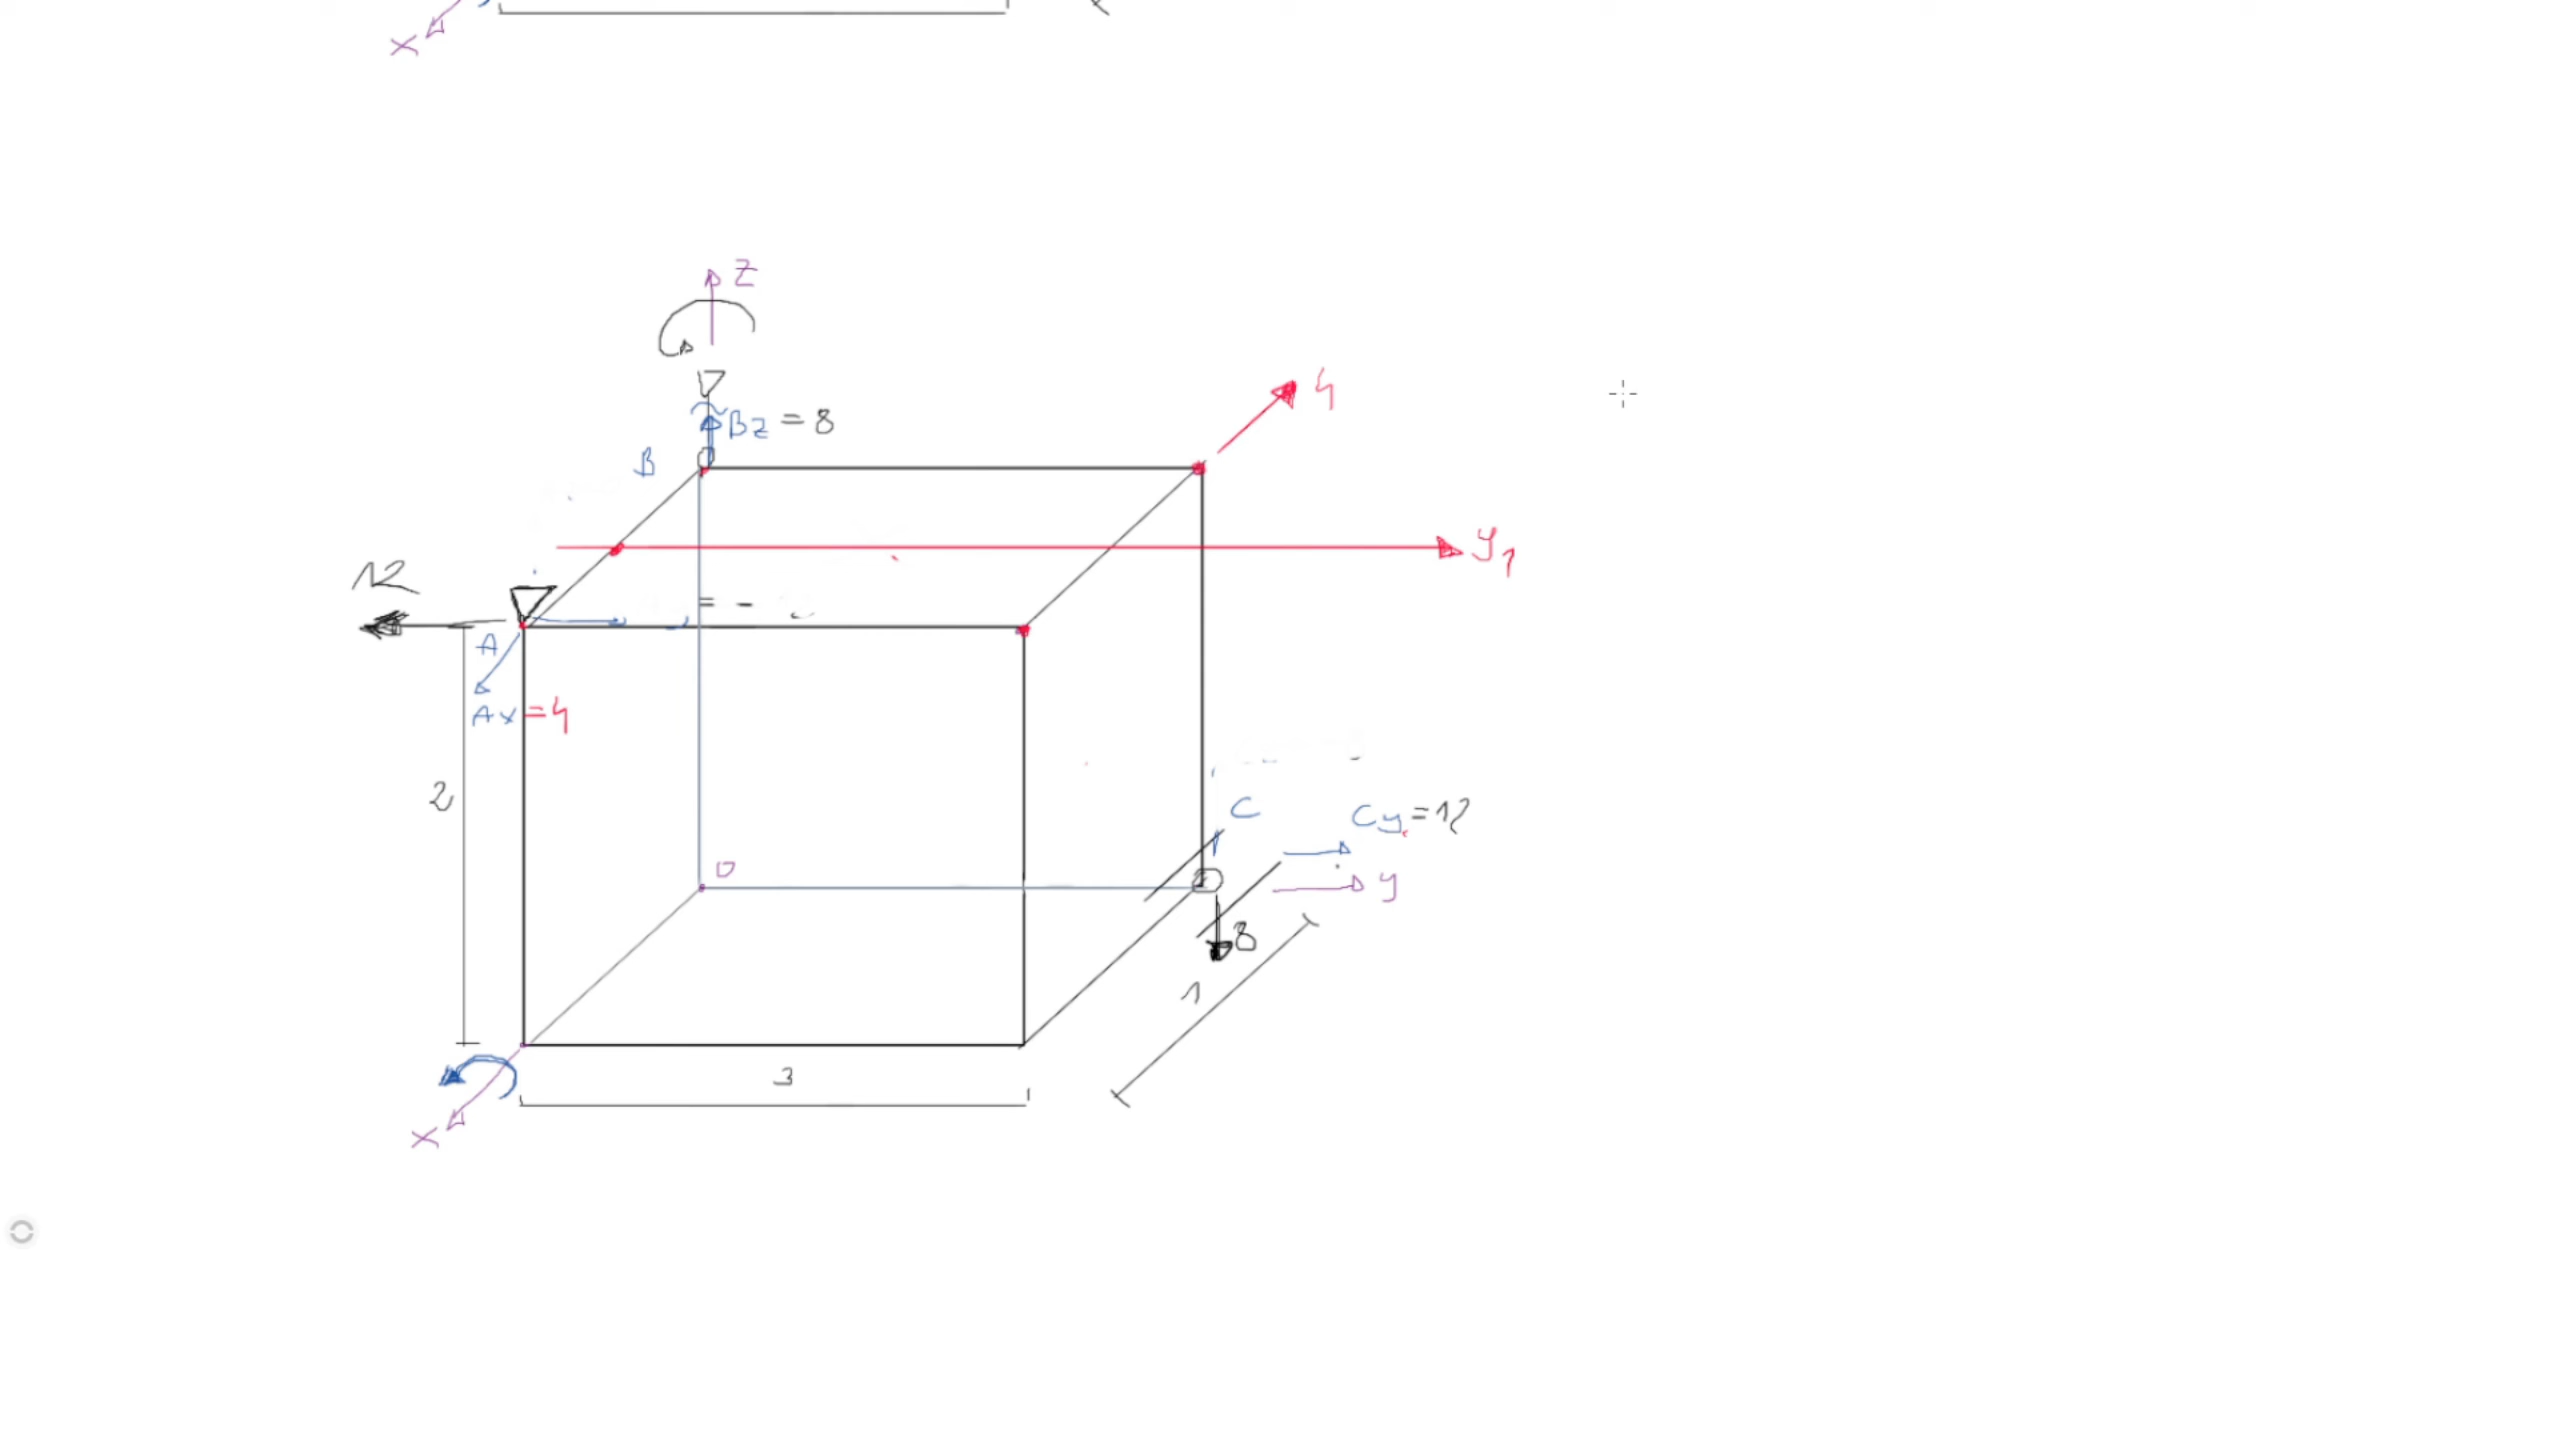 x
z
Bz = 8
B
4
y1
12
= -
A
Ax = 4
2
C
Cy = 12
O
y
8
1
3
x